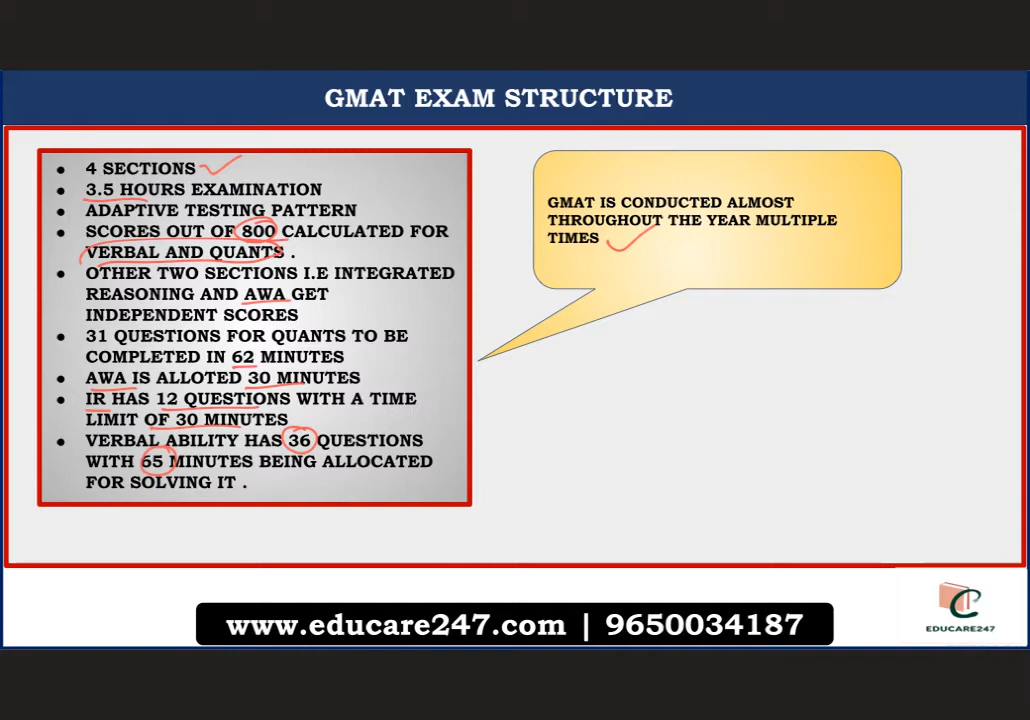 GMAT EXAM STRUCTURE
● 4 SECTIONS
● 3.5 HOURS EXAMINATION
● ADAPTIVE TESTING PATTERN
● SCORES OUT OF 800 CALCULATED FOR
VERBAL AND QUANTS .
● OTHER TWO SECTIONS I.E INTEGRATED
REASONING AND AWA GET
INDEPENDENT SCORES
● 31 QUESTIONS FOR QUANTS TO BE
COMPLETED IN 62 MINUTES
● AWA IS ALLOTED 30 MINUTES
● IR HAS 12 QUESTIONS WITH A TIME
LIMIT OF 30 MINUTES
● VERBAL ABILITY HAS 36 QUESTIONS
WITH 65 MINUTES BEING ALLOCATED
FOR SOLVING IT .
GMAT IS CONDUCTED ALMOST
THROUGHOUT THE YEAR MULTIPLE
TIMES
www.educare247.com | 9650034187
EDUCARE247